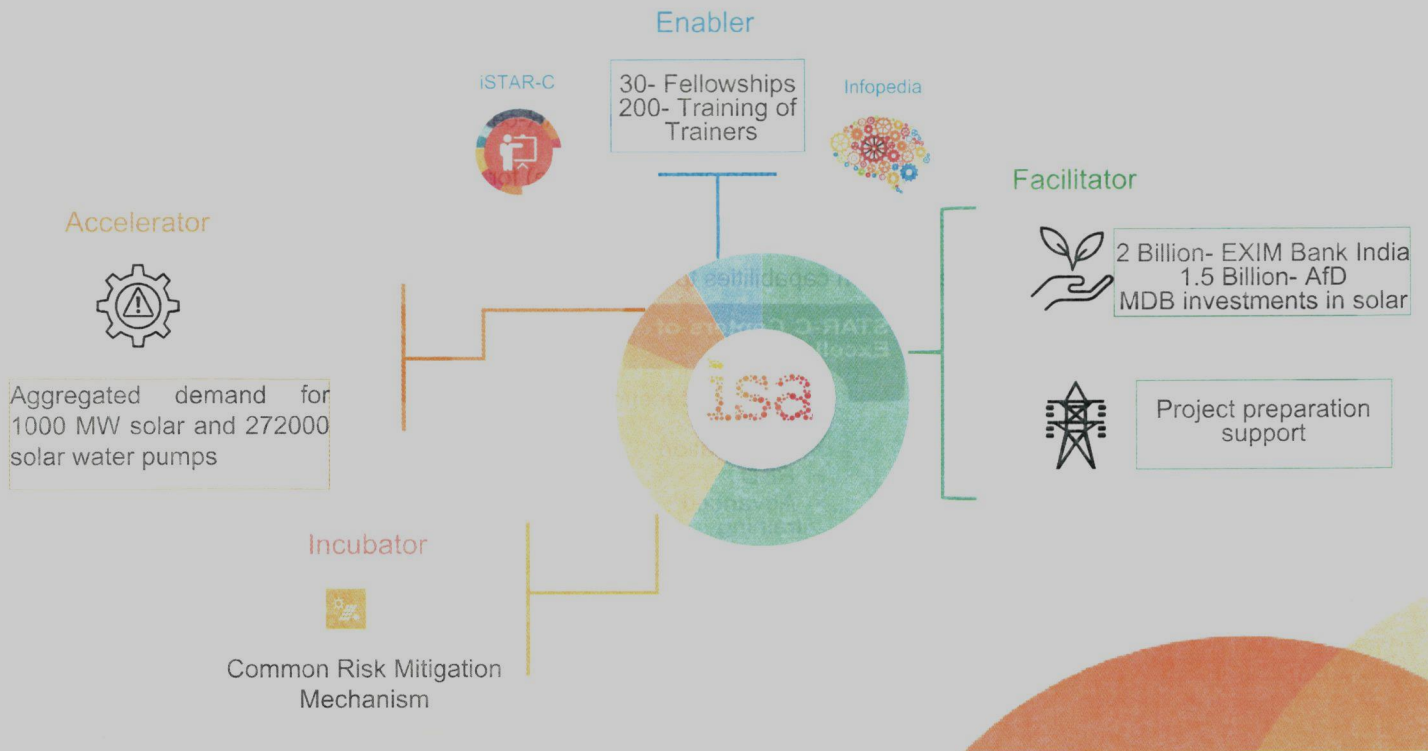 Enabler
iSTAR-C
30- Fellowships
200- Training of
Trainers
Infopedia
Facilitator
Accelerator
2 Billion- EXIM Bank India
1.5 Billion- AfD
MDB investments in solar
isa
Aggregated demand for
1000 MW solar and 272000
solar water pumps
Project preparation
support
Incubator
Common Risk Mitigation
Mechanism